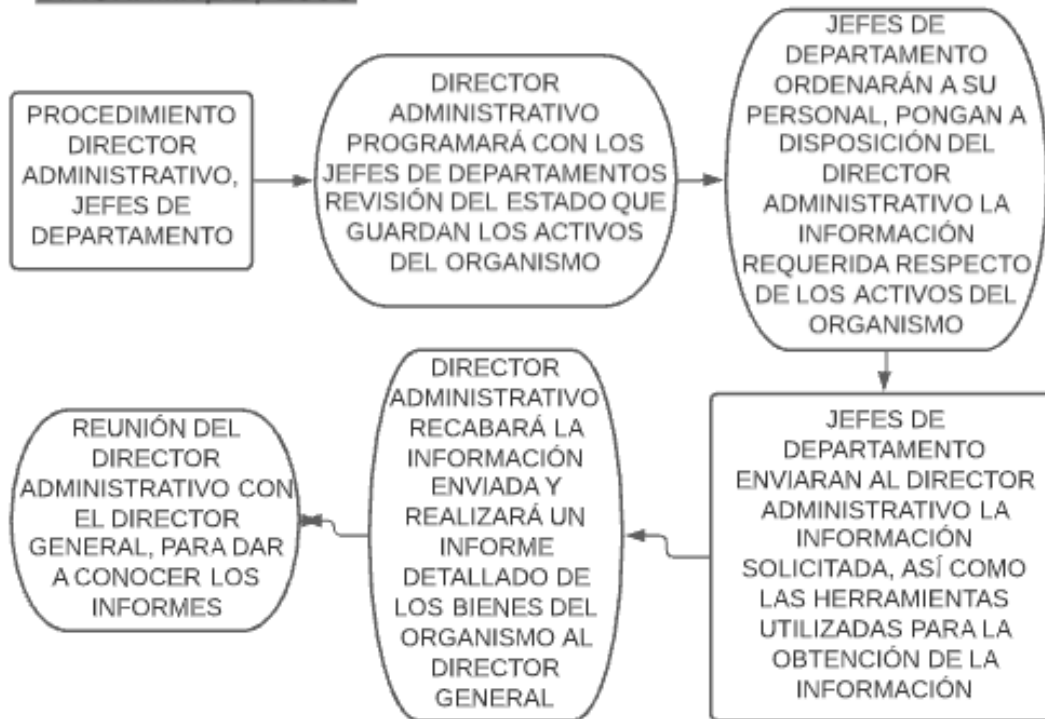 PROCEDIMIENTO
DIRECTOR
ADMINISTRATIVO,
JEFES DE
DEPARTAMENTO
DIRECTOR
ADMINISTRATIVO
PROGRAMARÁ CON LOS
JEFES DE DEPARTAMENTOS
REVISIÓN DEL ESTADO QUE
GUARDAN LOS ACTIVOS
DEL ORGANISMO
JEFES DE
DEPARTAMENTO
ORDENARÁN A SU
PERSONAL, PONGAN A
DISPOSICIÓN DEL
DIRECTOR
ADMINISTRATIVO LA
INFORMACIÓN
REQUERIDA RESPECTO
DE LOS ACTIVOS DEL
ORGANISMO
JEFES DE
DEPARTAMENTO
ENVIARAN AL DIRECTOR
ADMINISTRATIVO LA
INFORMACIÓN
SOLICITADA, ASÍ COMO
LAS HERRAMIENTAS
UTILIZADAS PARA LA
OBTENCIÓN DE LA
INFORMACIÓN
DIRECTOR
ADMINISTRATIVO
RECABARÁ LA
INFORMACIÓN
ENVIADA Y
REALIZARÁ UN
INFORME
DETALLADO DE
LOS BIENES DEL
ORGANISMO AL
DIRECTOR
GENERAL
REUNIÓN DEL
DIRECTOR
ADMINISTRATIVO CON
EL DIRECTOR
GENERAL, PARA DAR
A CONOCER LOS
INFORMES